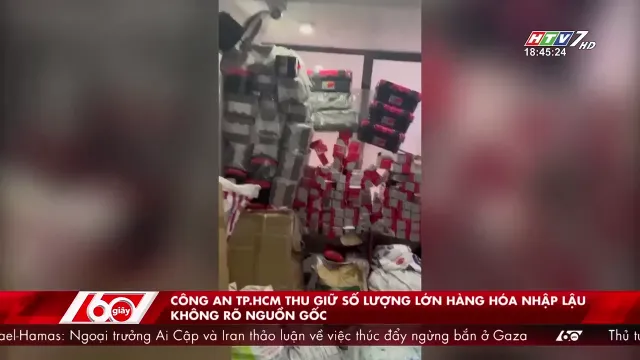 HTV7 HD
18:45:24
60 giây
CÔNG AN TP.HCM THU GIỮ SỐ LƯỢNG LỚN HÀNG HÓA NHẬP LẬU
KHÔNG RÕ NGUỒN GỐC
ael-Hamas: Ngoại trưởng Ai Cập và Iran thảo luận về việc thúc đẩy ngừng bắn ở Gaza 60 Thủ t